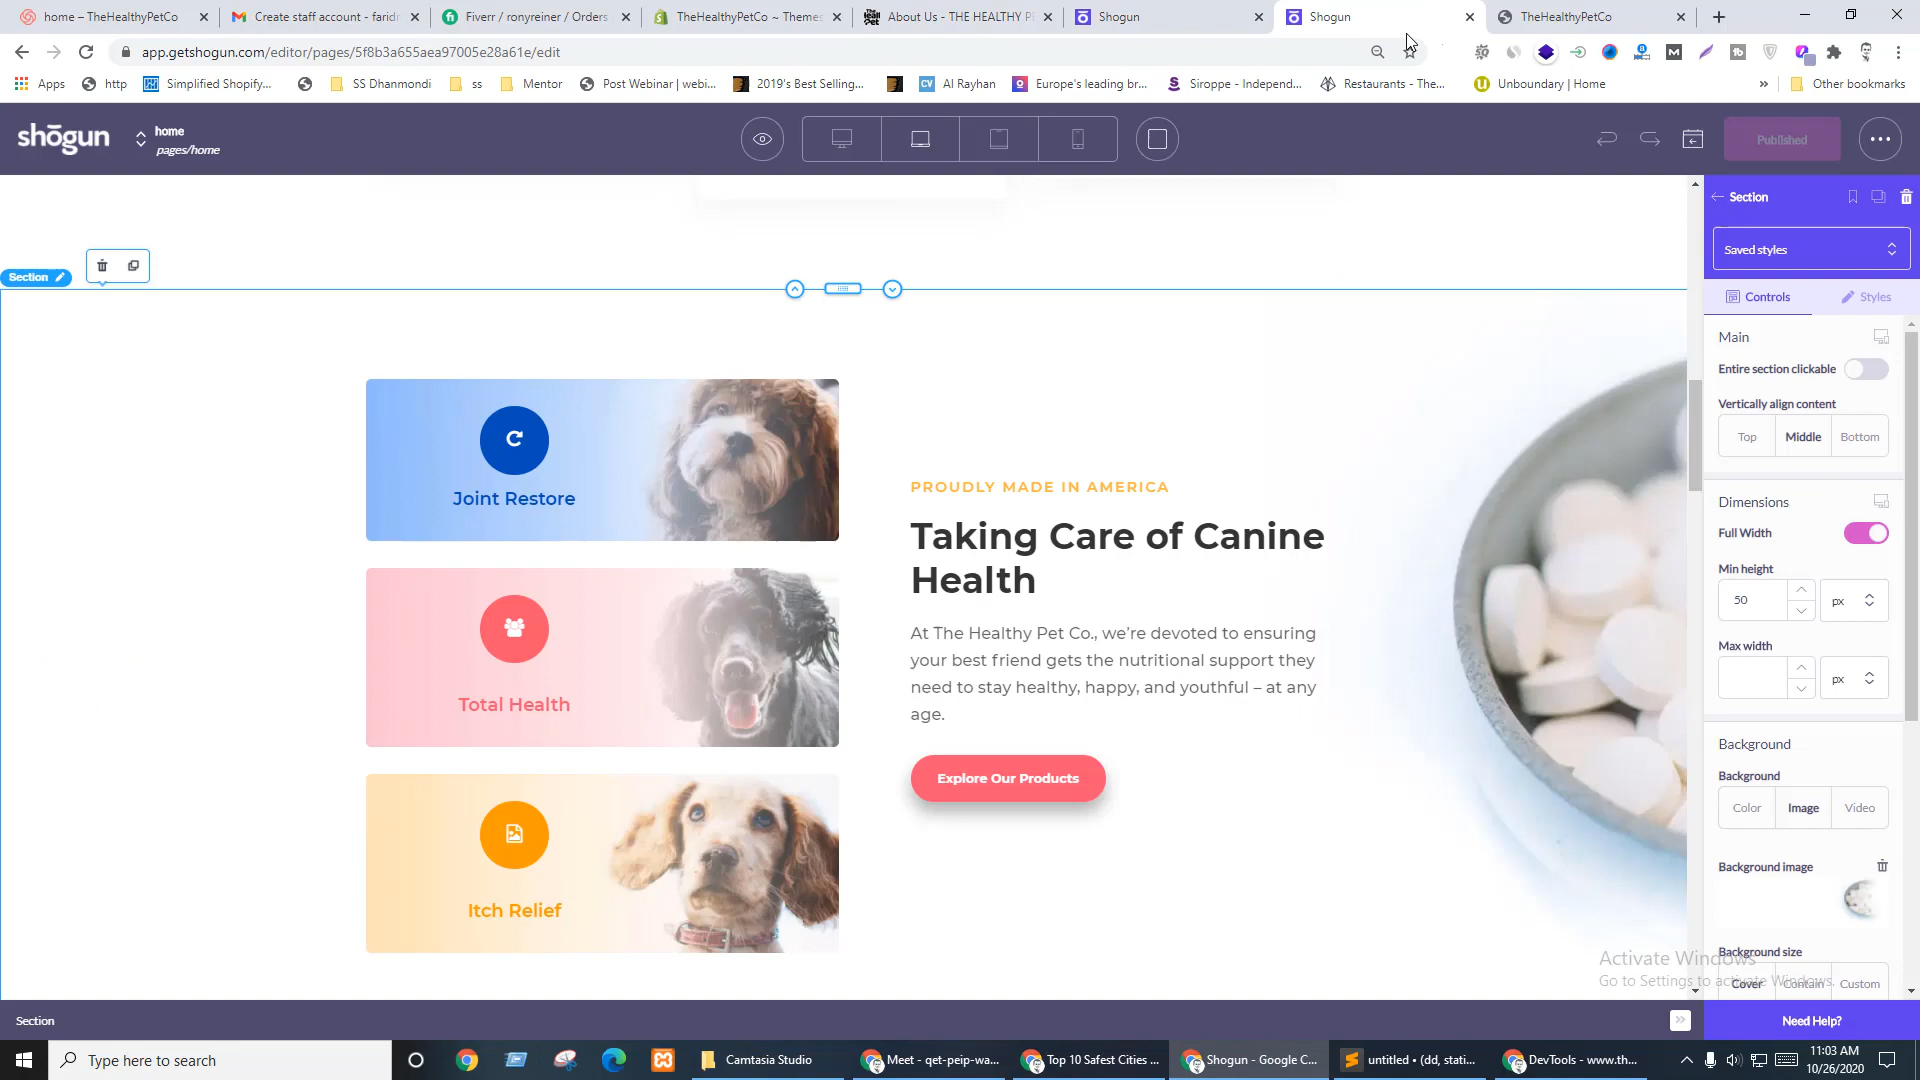 home – TheHealthyPetCo
Create staff account - faridr
Fiverr / ronyreiner / Orders
TheHealthyPetCo ~ Themes
About Us - THE HEALTHY P
Shogun
Shogun
TheHealthyPetCo
app.getshogun.com/editor/pages/5f8b3a655aea97005e28a61e/edit
Apps
http
Simplified Shopify...
SS Dhanmondi
ss
Mentor
Post Webinar | webi...
2019's Best Selling...
Al Rayhan
Europe's leading br...
Siroppe - Independ...
Restaurants - The...
Unboundary | Home
Other bookmarks
shōgun
home
pages/home
Published
Section
Saved styles
Controls
Styles
Section
Main
Entire section clickable
Vertically align content
Top
Middle
Bottom
Joint Restore
Total Health
Itch Relief
PROUDLY MADE IN AMERICA
Taking Care of Canine
Health
At The Healthy Pet Co., we're devoted to ensuring
your best friend gets the nutritional support they
need to stay healthy, happy, and youthful – at any
age.
Explore Our Products
Dimensions
Full Width
Min height
50
px
Max width
px
Background
Background
Color
Image
Video
Background image
Background size
Cover
Contain
Custom
Activate Windows
Go to Settings to activate Windows.
Section
Need Help?
Type here to search
Camtasia Studio
Meet - qet-peip-wa...
Top 10 Safest Cities ...
Shogun - Google C...
untitled • (dd, stati...
DevTools - www.th...
11:03 AM
10/26/2020